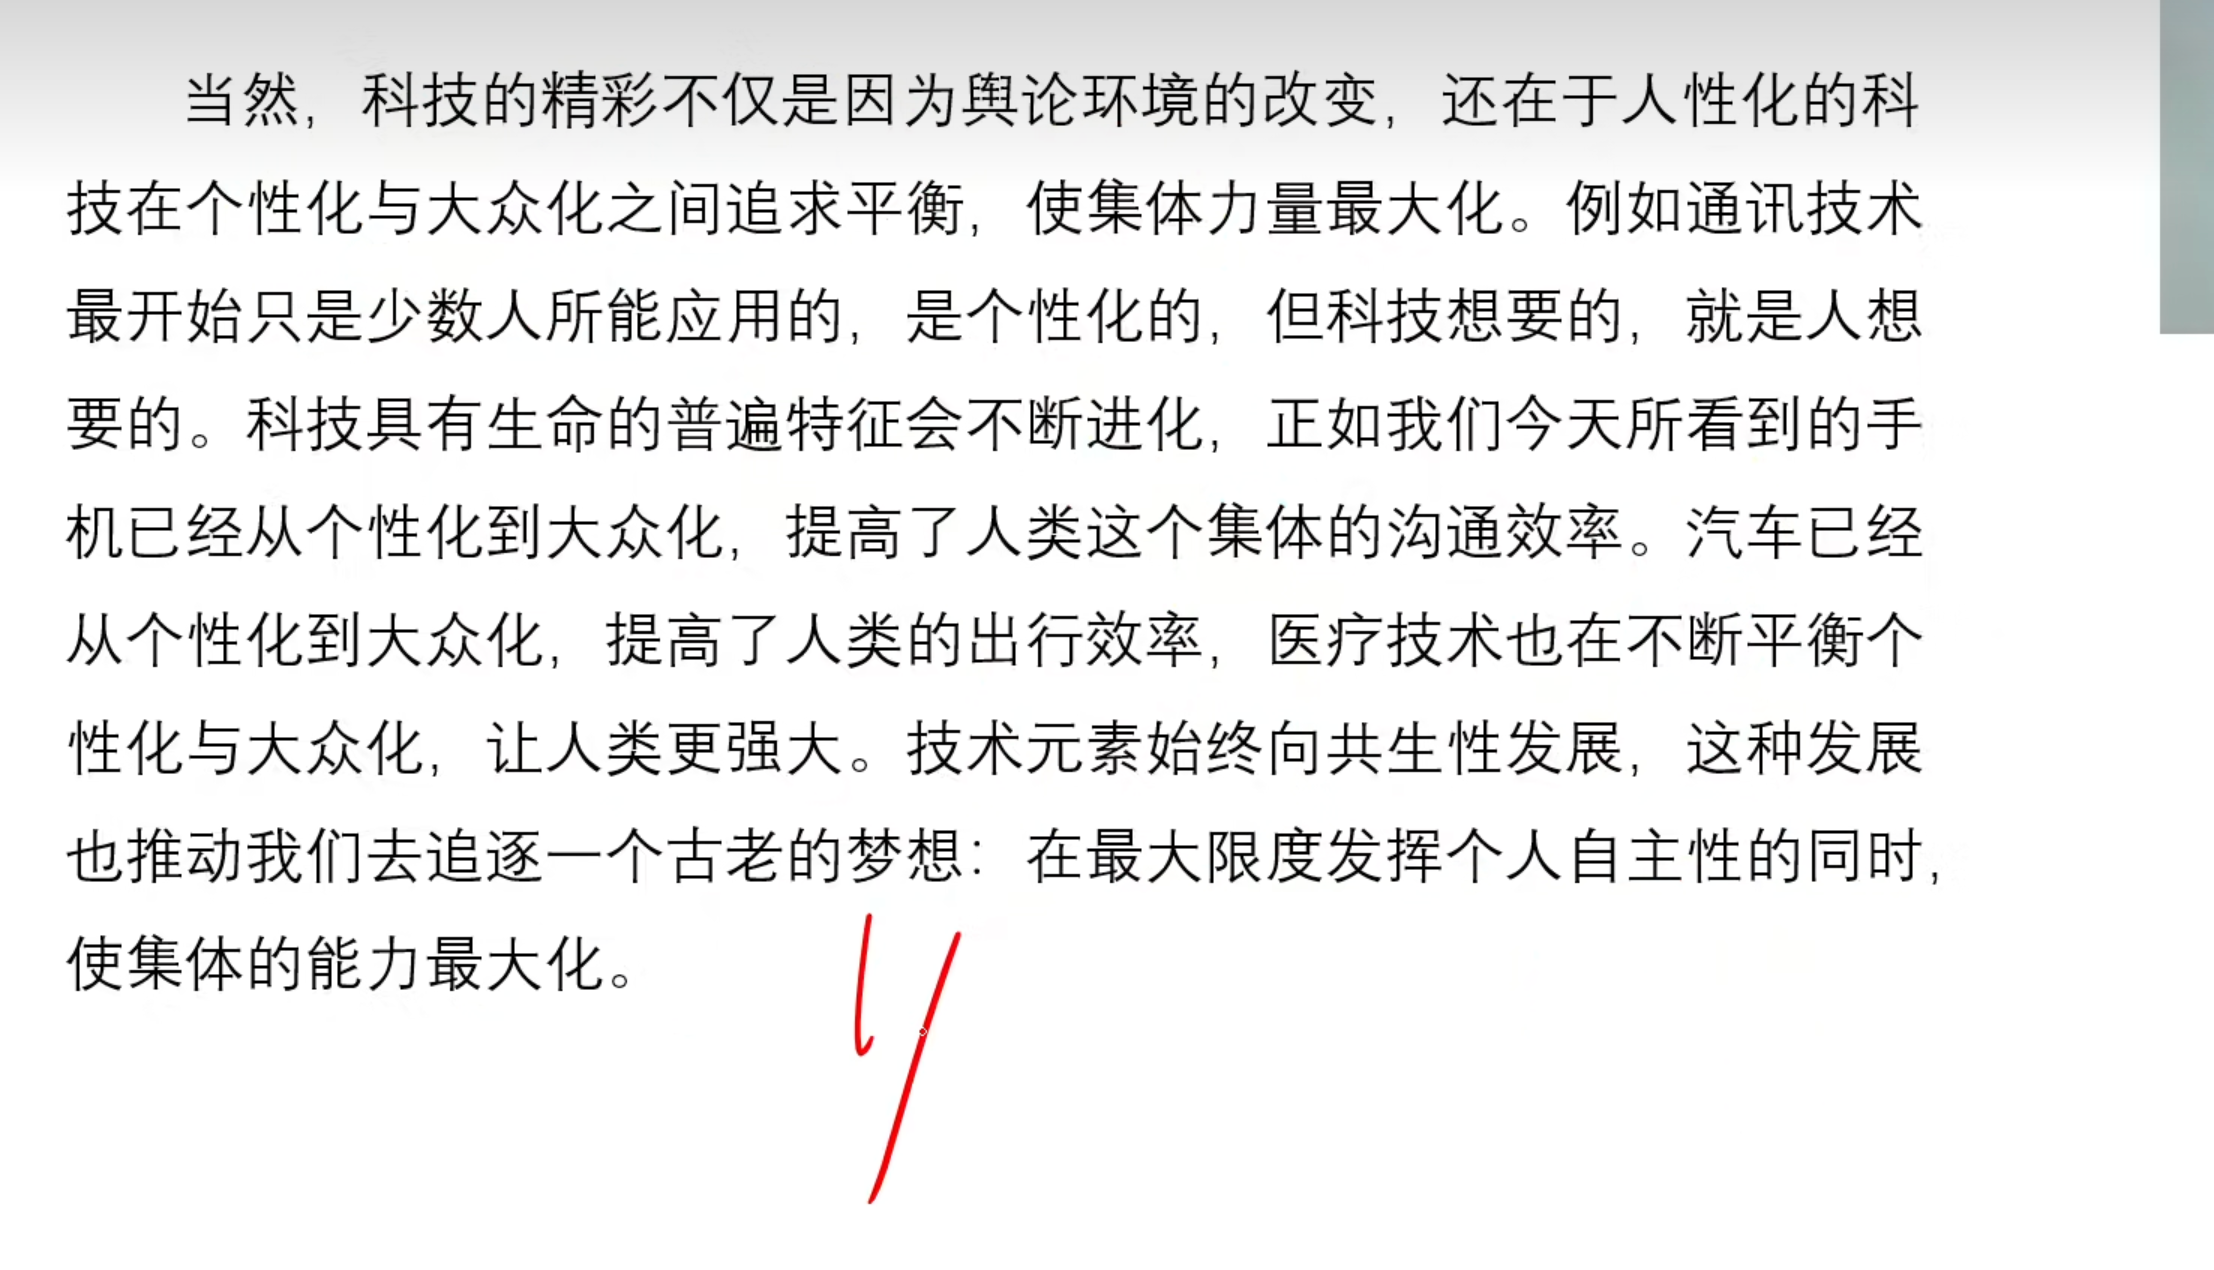 当然，科技的精彩不仅是因为舆论环境的改变，还在于人性化的科
技在个性化与大众化之间追求平衡，使集体力量最大化。例如通讯技术
最开始只是少数人所能应用的，是个性化的，但科技想要的，就是人想
要的。科技具有生命的普遍特征会不断进化，正如我们今天所看到的手
机已经从个性化到大众化，提高了人类这个集体的沟通效率。汽车已经
从个性化到大众化，提高了人类的出行效率，医疗技术也在不断平衡个
性化与大众化，让人类更强大。技术元素始终向共生性发展，这种发展
也推动我们去追逐一个古老的梦想：在最大限度发挥个人自主性的同时，
使集体的能力最大化。